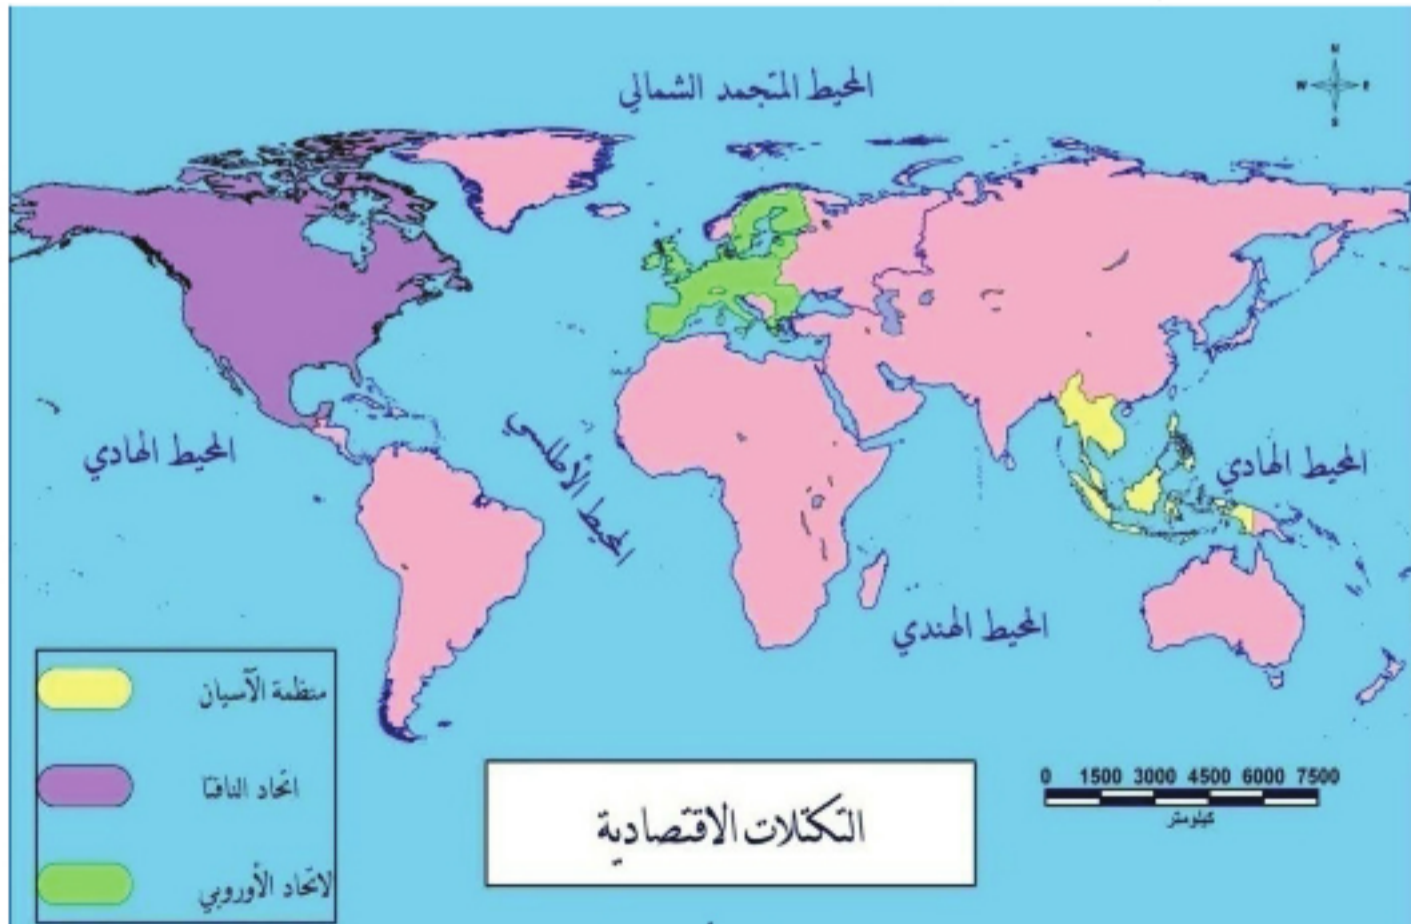 المحيط المتجمد الشمالي
N
W E
S
المحيط الهادي
المحيط الأطلسي
المحيط الهادي
المحيط الهندي
منظمة الآسيان
اتحاد النافتا
لاتحاد الأوروبي
التكتلات الاقتصادية
0 1500 3000 4500 6000 7500
كيلومتر